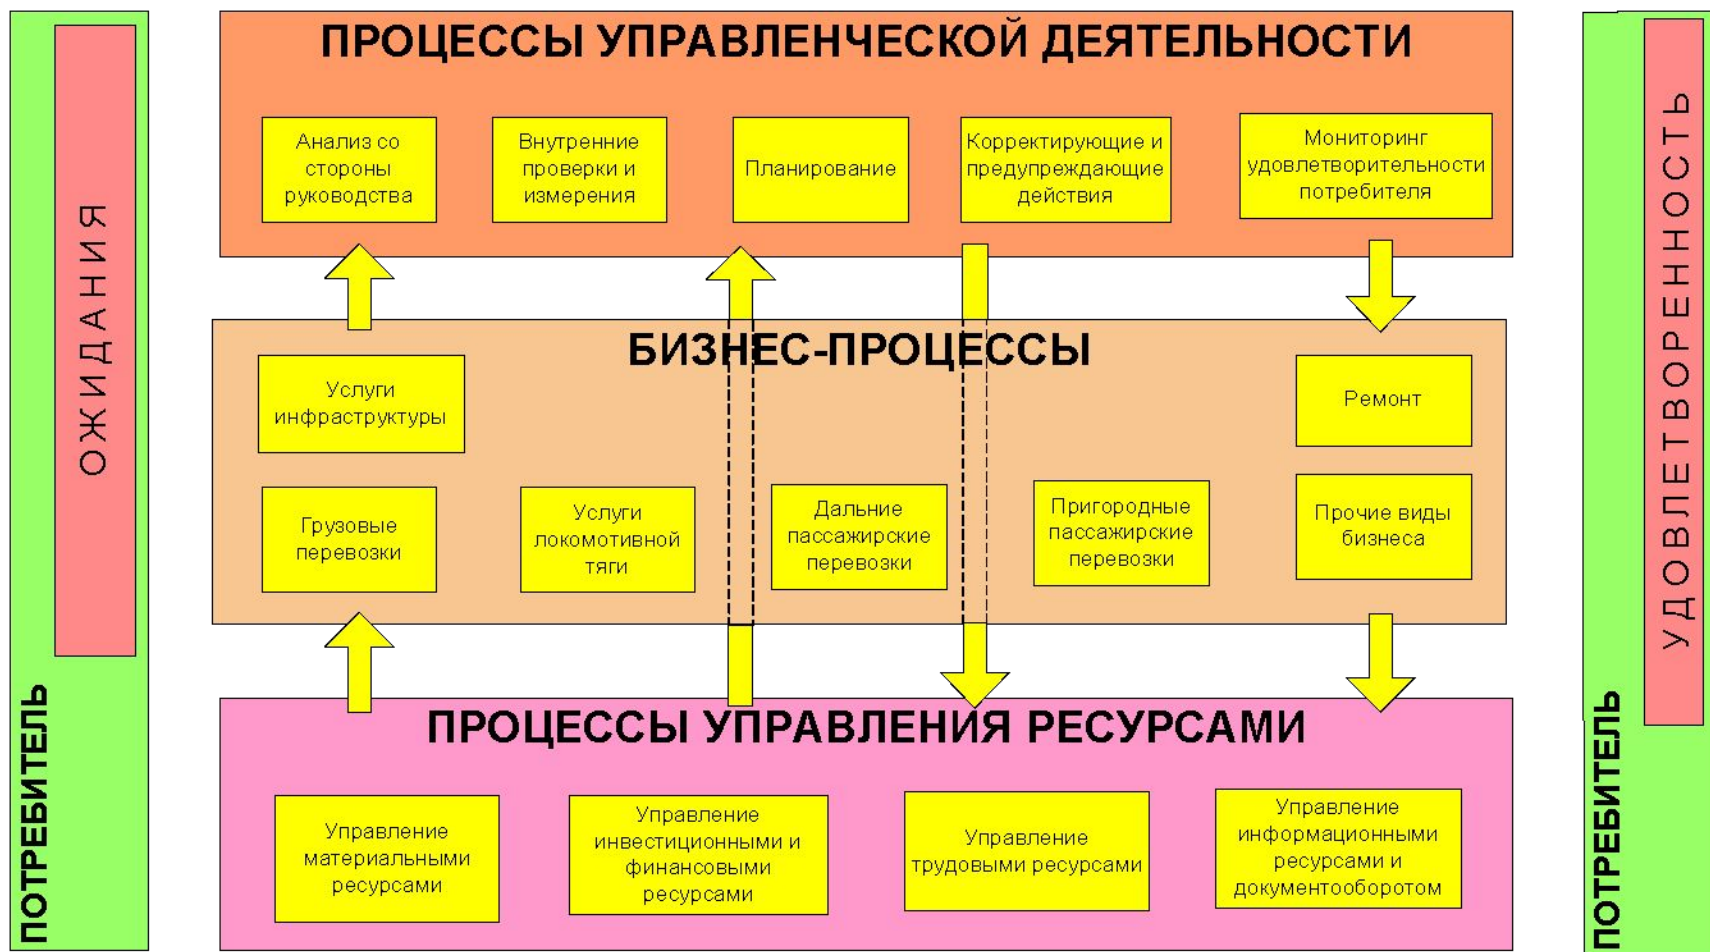 ПОТРЕБИТЕЛЬ
ОЖИДАНИЯ
ПРОЦЕССЫ УПРАВЛЕНЧЕСКОЙ ДЕЯТЕЛЬНОСТИ
Анализ со
стороны
руководства
Внутренние
проверки и
измерения
Планирование
Корректирующие и
предупреждающие
действия
Мониторинг
удовлетворительности
потребителя
БИЗНЕС-ПРОЦЕССЫ
Услуги
инфраструктуры
Ремонт
Грузовые
перевозки
Услуги
локомотивной
тяги
Дальние
пассажирские
перевозки
Пригородные
пассажирские
перевозки
Прочие виды
бизнеса
ПРОЦЕССЫ УПРАВЛЕНИЯ РЕСУРСАМИ
Управление
материальными
ресурсами
Управление
инвестиционными и
финансовыми
ресурсами
Управление
трудовыми ресурсами
Управление
информационными
ресурсами и
документооборотом
УДОВЛЕТВОРЕННОСТЬ
ПОТРЕБИТЕЛЬ